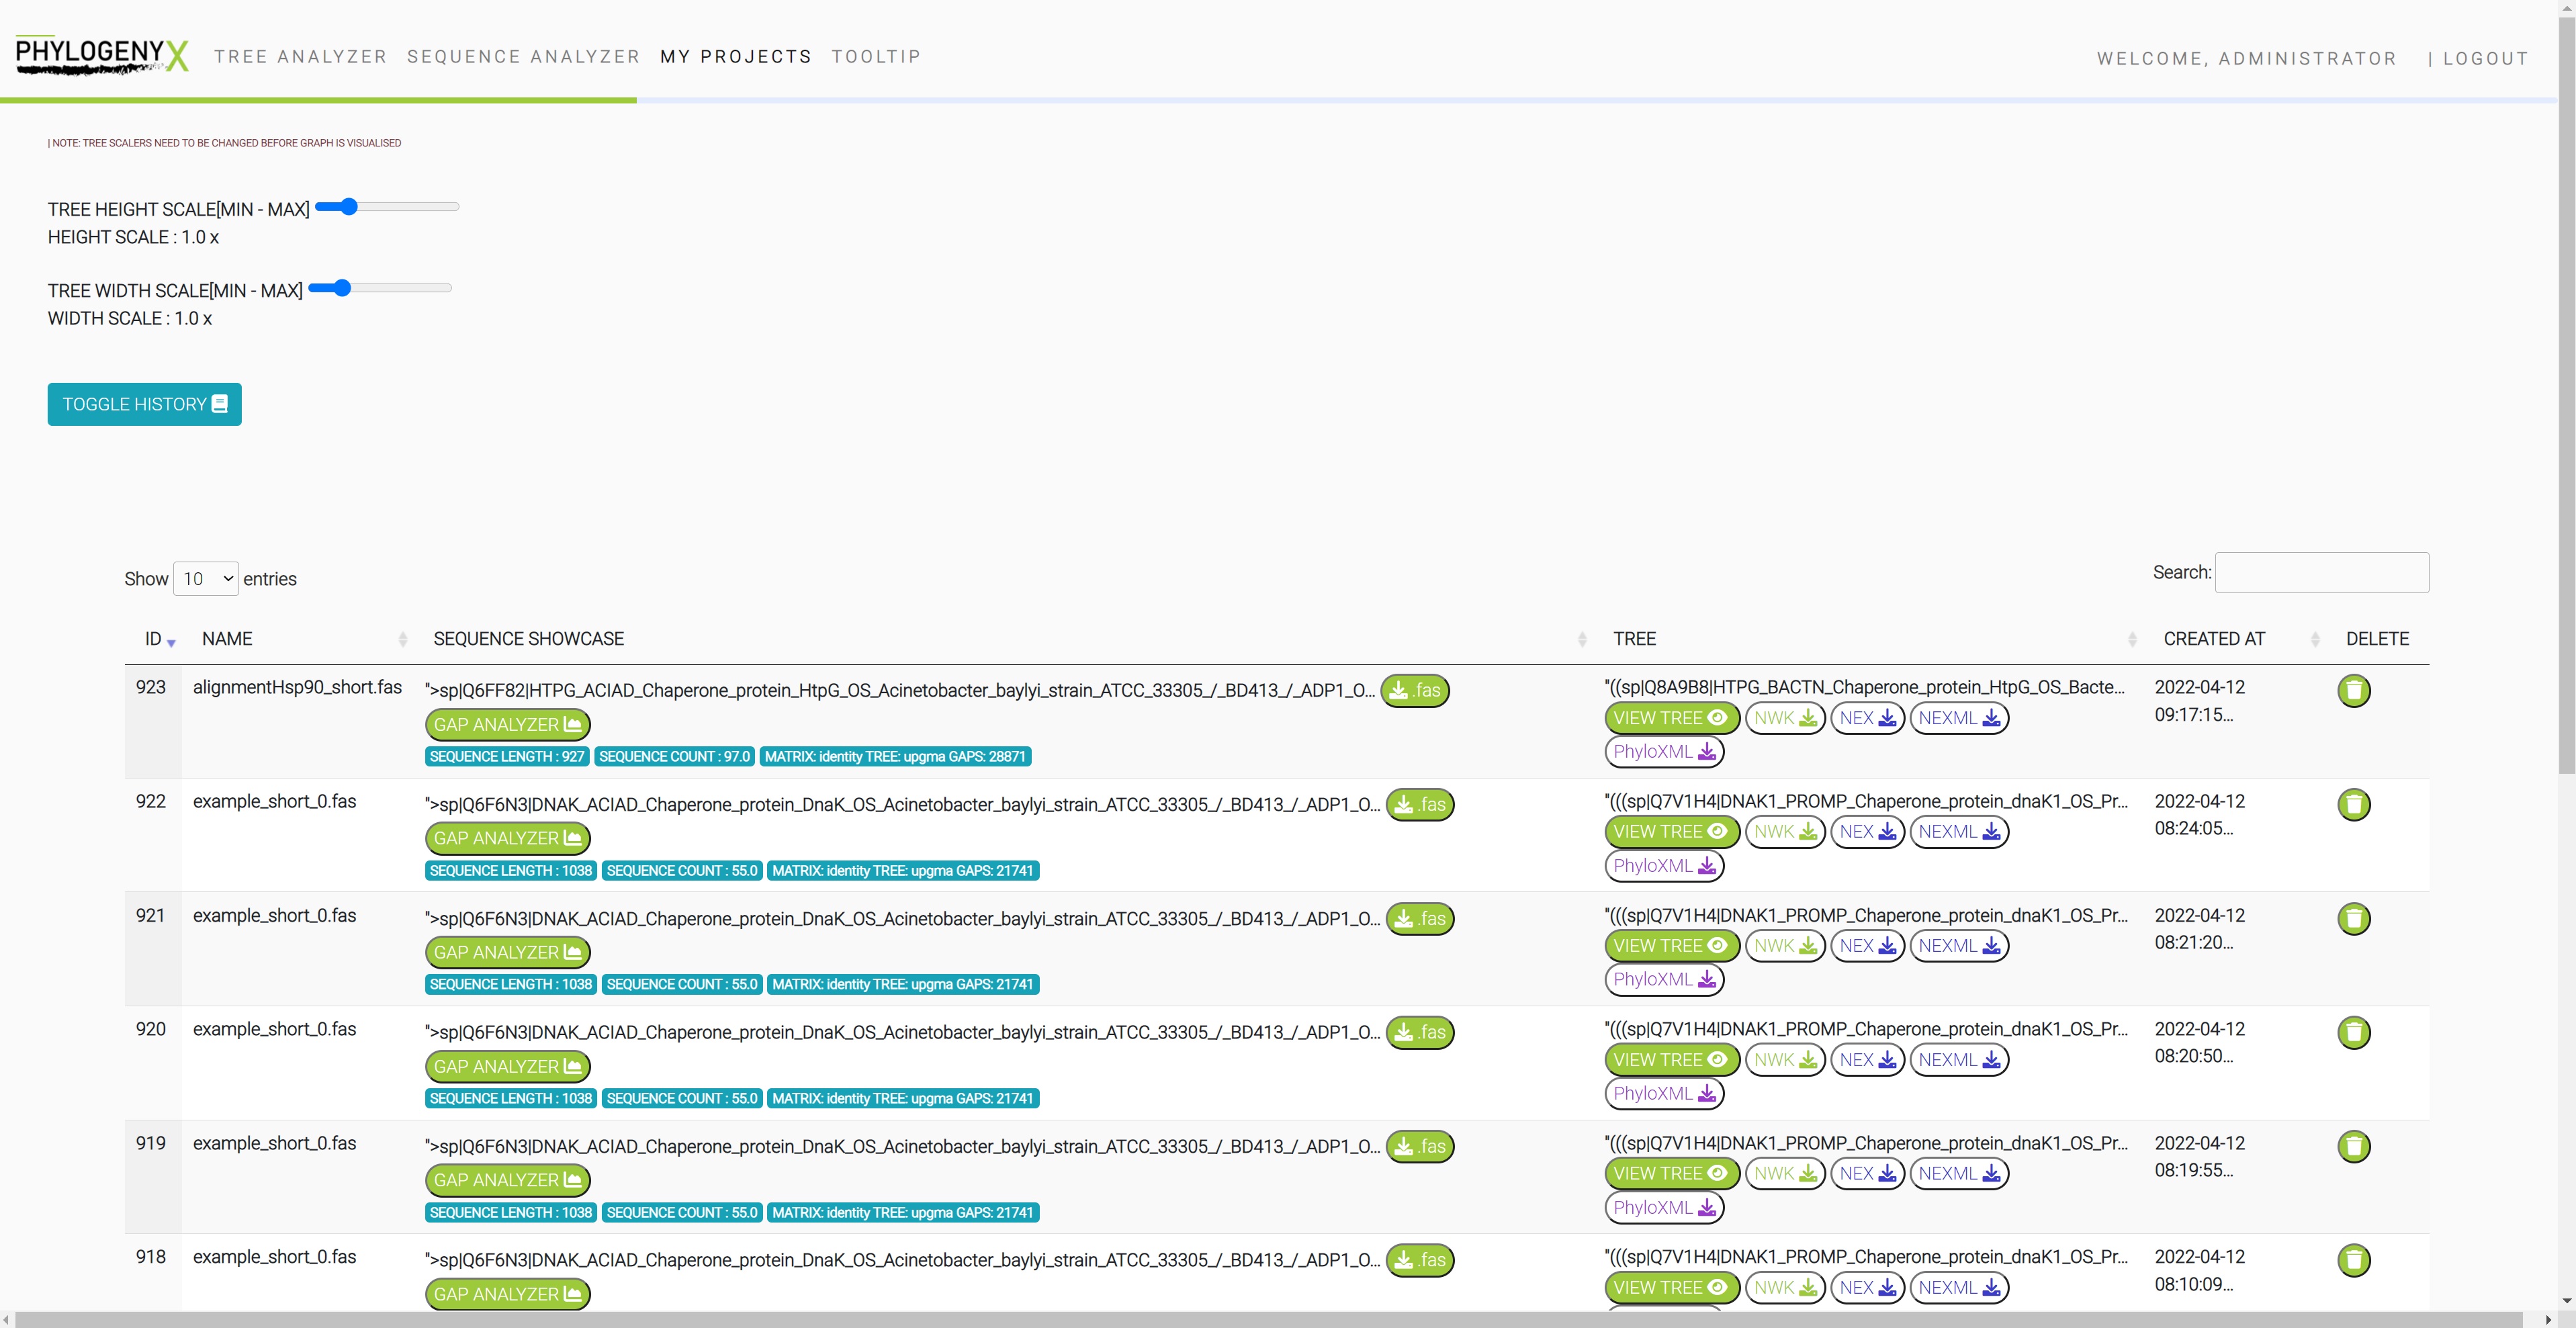 PHYLOGENYX TREE ANALYZER SEQUENCE ANALYZER MY PROJECTS TOOLTIP WELCOME, ADMINISTRATOR | LOGOUT
| NOTE: TREE SCALERS NEED TO BE CHANGED BEFORE GRAPH IS VISUALISED
TREE HEIGHT SCALE[MIN - MAX]
HEIGHT SCALE : 1.0 x
TREE WIDTH SCALE[MIN - MAX]
WIDTH SCALE : 1.0 x
TOGGLE HISTORY
Show 10 entries Search:
ID NAME SEQUENCE SHOWCASE TREE CREATED AT DELETE
923 alignmentHsp90_short.fas ">sp|Q6FF82|HTPG_ACIAD_Chaperone_protein_HtpG_OS_Acinetobacter_baylyi_strain_ATCC_33305_/_BD413_/_ADP1_O... .fas "((sp|Q8A9B8|HTPG_BACTN_Chaperone_protein_HtpG_OS_Bacte... 2022-04-12
GAP ANALYZER VIEW TREE NWK NEX NEXML 09:17:15...
SEQUENCE LENGTH : 927 SEQUENCE COUNT : 97.0 MATRIX: identity TREE: upgma GAPS: 28871 PhyloXML
922 example_short_0.fas ">sp|Q6F6N3|DNAK_ACIAD_Chaperone_protein_DnaK_OS_Acinetobacter_baylyi_strain_ATCC_33305_/_BD413_/_ADP1_O... .fas "(((sp|Q7V1H4|DNAK1_PROMP_Chaperone_protein_dnaK1_OS_Pr... 2022-04-12
GAP ANALYZER VIEW TREE NWK NEX NEXML 08:24:05...
SEQUENCE LENGTH : 1038 SEQUENCE COUNT : 55.0 MATRIX: identity TREE: upgma GAPS: 21741 PhyloXML
921 example_short_0.fas ">sp|Q6F6N3|DNAK_ACIAD_Chaperone_protein_DnaK_OS_Acinetobacter_baylyi_strain_ATCC_33305_/_BD413_/_ADP1_O... .fas "(((sp|Q7V1H4|DNAK1_PROMP_Chaperone_protein_dnaK1_OS_Pr... 2022-04-12
GAP ANALYZER VIEW TREE NWK NEX NEXML 08:21:20...
SEQUENCE LENGTH : 1038 SEQUENCE COUNT : 55.0 MATRIX: identity TREE: upgma GAPS: 21741 PhyloXML
920 example_short_0.fas ">sp|Q6F6N3|DNAK_ACIAD_Chaperone_protein_DnaK_OS_Acinetobacter_baylyi_strain_ATCC_33305_/_BD413_/_ADP1_O... .fas "(((sp|Q7V1H4|DNAK1_PROMP_Chaperone_protein_dnaK1_OS_Pr... 2022-04-12
GAP ANALYZER VIEW TREE NWK NEX NEXML 08:20:50...
SEQUENCE LENGTH : 1038 SEQUENCE COUNT : 55.0 MATRIX: identity TREE: upgma GAPS: 21741 PhyloXML
919 example_short_0.fas ">sp|Q6F6N3|DNAK_ACIAD_Chaperone_protein_DnaK_OS_Acinetobacter_baylyi_strain_ATCC_33305_/_BD413_/_ADP1_O... .fas "(((sp|Q7V1H4|DNAK1_PROMP_Chaperone_protein_dnaK1_OS_Pr... 2022-04-12
GAP ANALYZER VIEW TREE NWK NEX NEXML 08:19:55...
SEQUENCE LENGTH : 1038 SEQUENCE COUNT : 55.0 MATRIX: identity TREE: upgma GAPS: 21741 PhyloXML
918 example_short_0.fas ">sp|Q6F6N3|DNAK_ACIAD_Chaperone_protein_DnaK_OS_Acinetobacter_baylyi_strain_ATCC_33305_/_BD413_/_ADP1_O... .fas "(((sp|Q7V1H4|DNAK1_PROMP_Chaperone_protein_dnaK1_OS_Pr... 2022-04-12
GAP ANALYZER VIEW TREE NWK NEX NEXML 08:10:09...